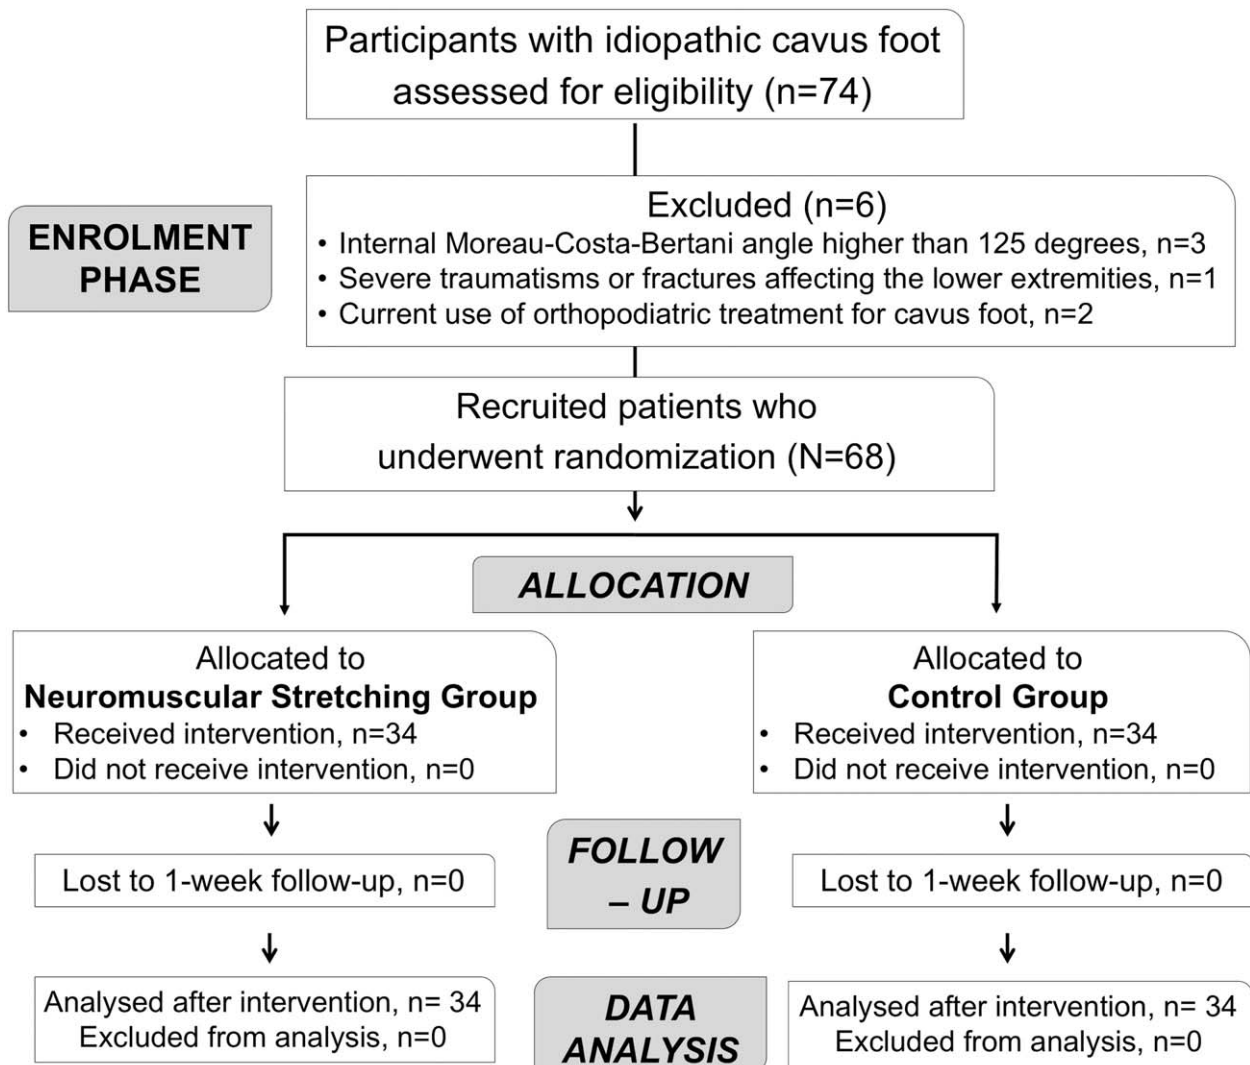 Participants with idiopathic cavus foot
assessed for eligibility (n=74)
ENROLMENT
PHASE
Excluded (n=6)
• Internal Moreau-Costa-Bertani angle higher than 125 degrees, n=3
• Severe traumatisms or fractures affecting the lower extremities, n=1
• Current use of orthopodiatric treatment for cavus foot, n=2
Recruited patients who
underwent randomization (N=68)
ALLOCATION
Allocated to
Neuromuscular Stretching Group
• Received intervention, n=34
• Did not receive intervention, n=0
Allocated to
Control Group
• Received intervention, n=34
• Did not receive intervention, n=0
Lost to 1-week follow-up, n=0
FOLLOW
– UP
Lost to 1-week follow-up, n=0
Analysed after intervention, n= 34
Excluded from analysis, n=0
DATA
ANALYSIS
Analysed after intervention, n= 34
Excluded from analysis, n=0